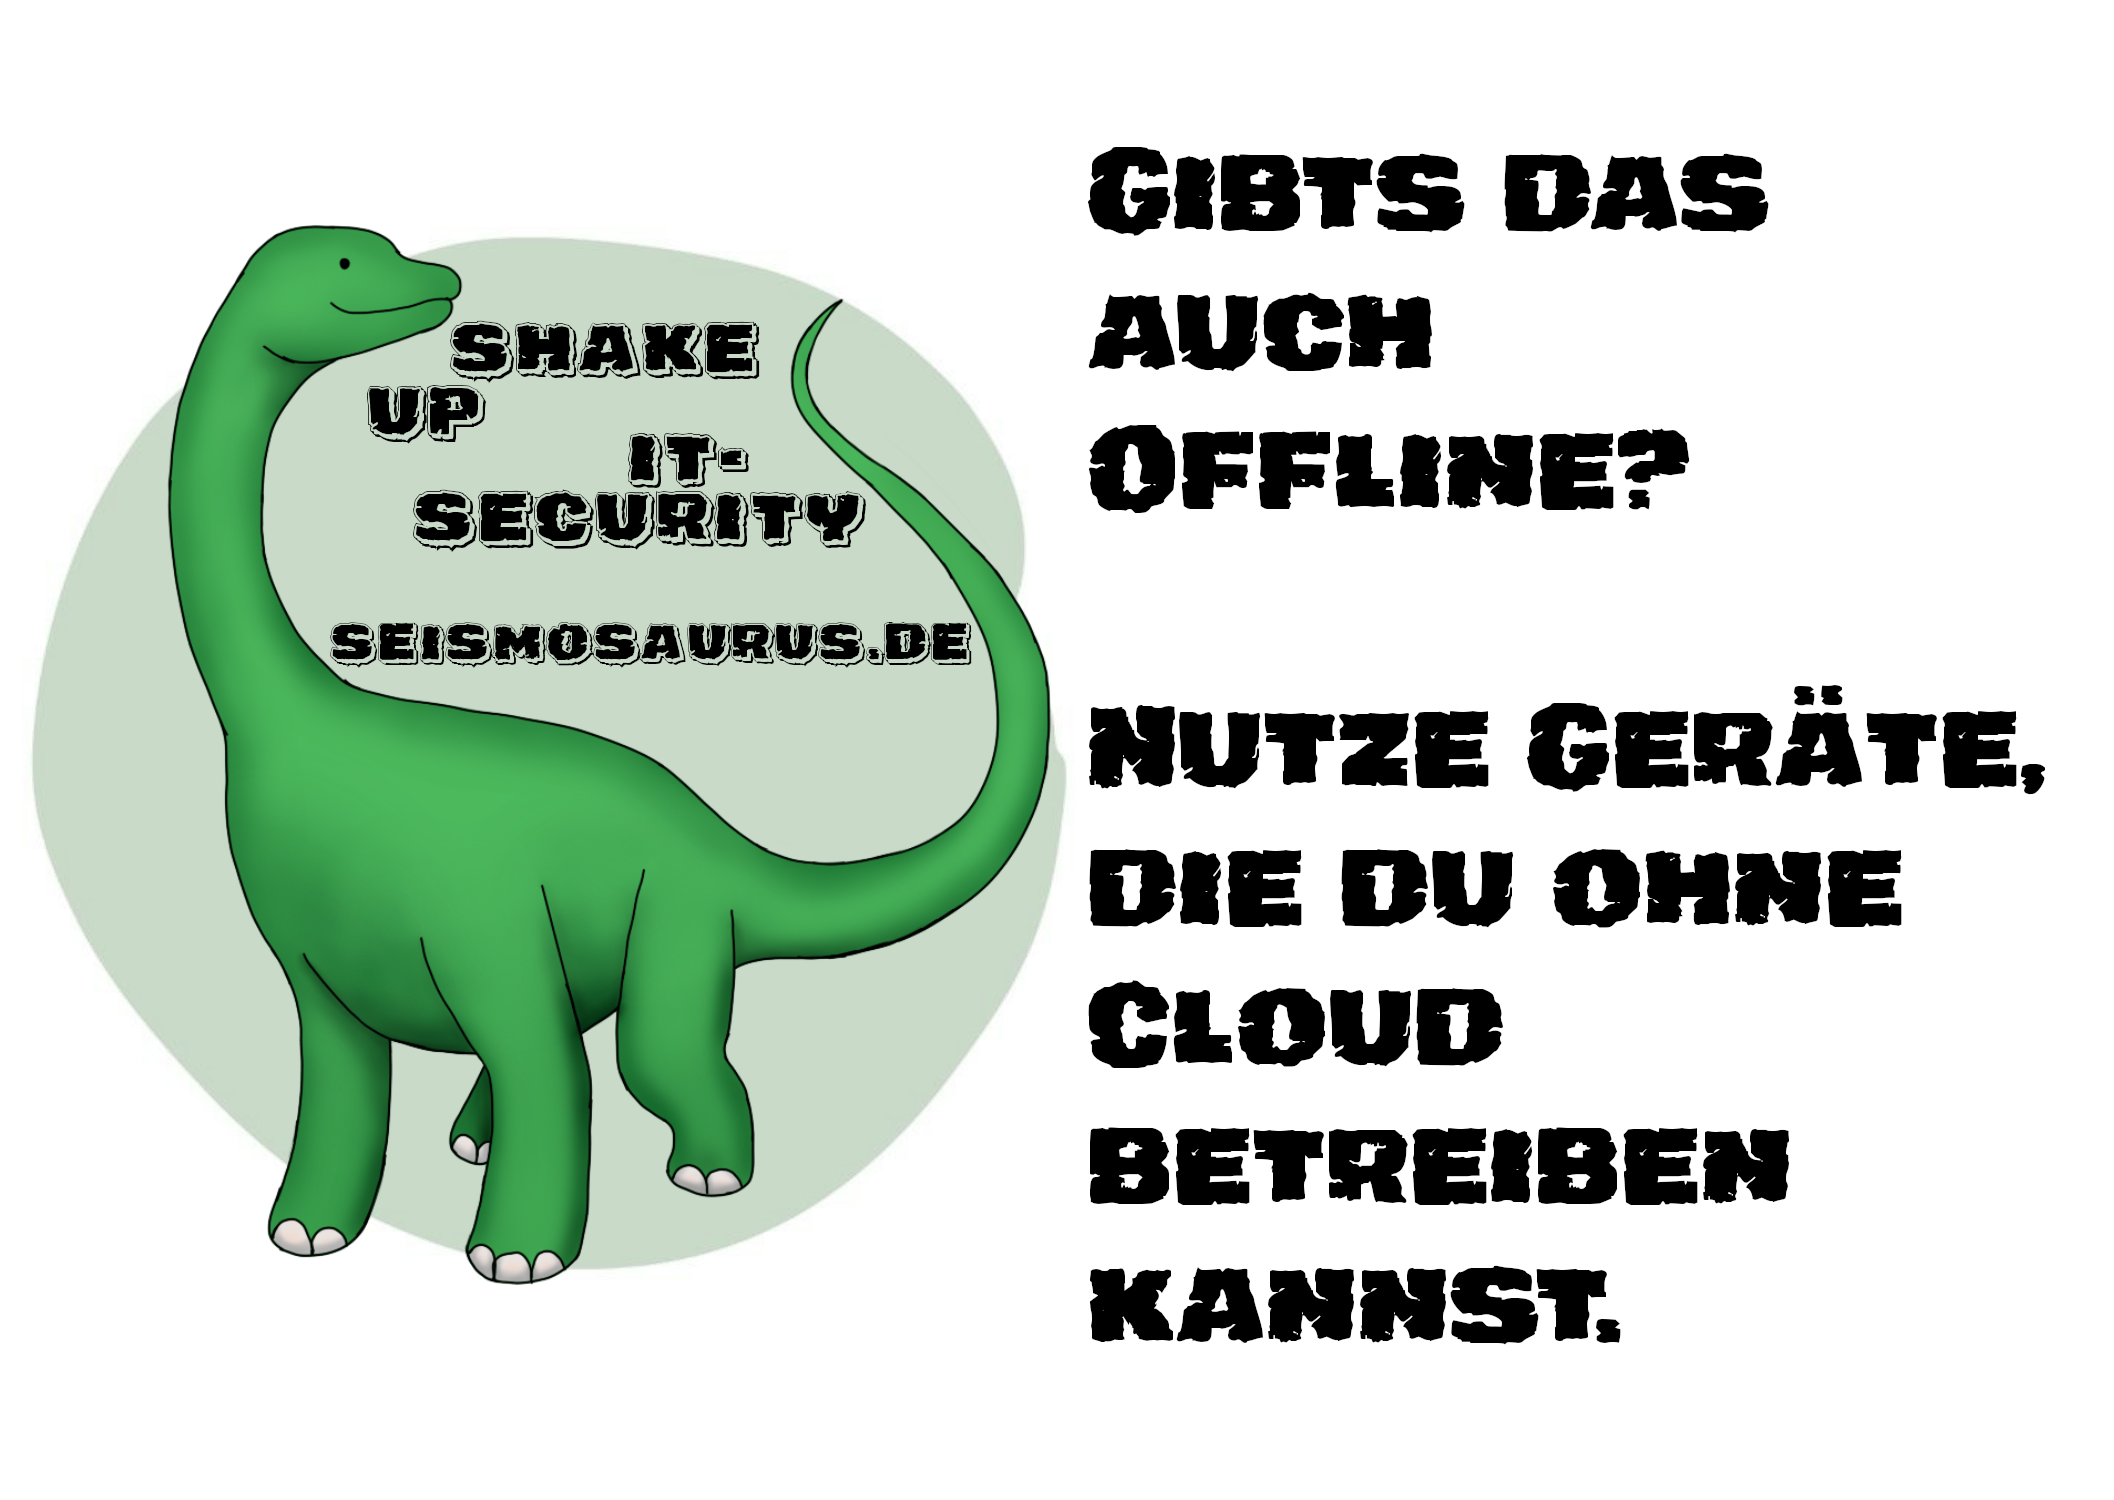 SHAKE
UP
IT-
SECURITY
SEISMOSAURUS.DE
GIBTS DAS
AUCH
OFFLINE?
NUTZE GERÄTE,
DIE DU OHNE
CLOUD
BETREIBEN
KANNST.